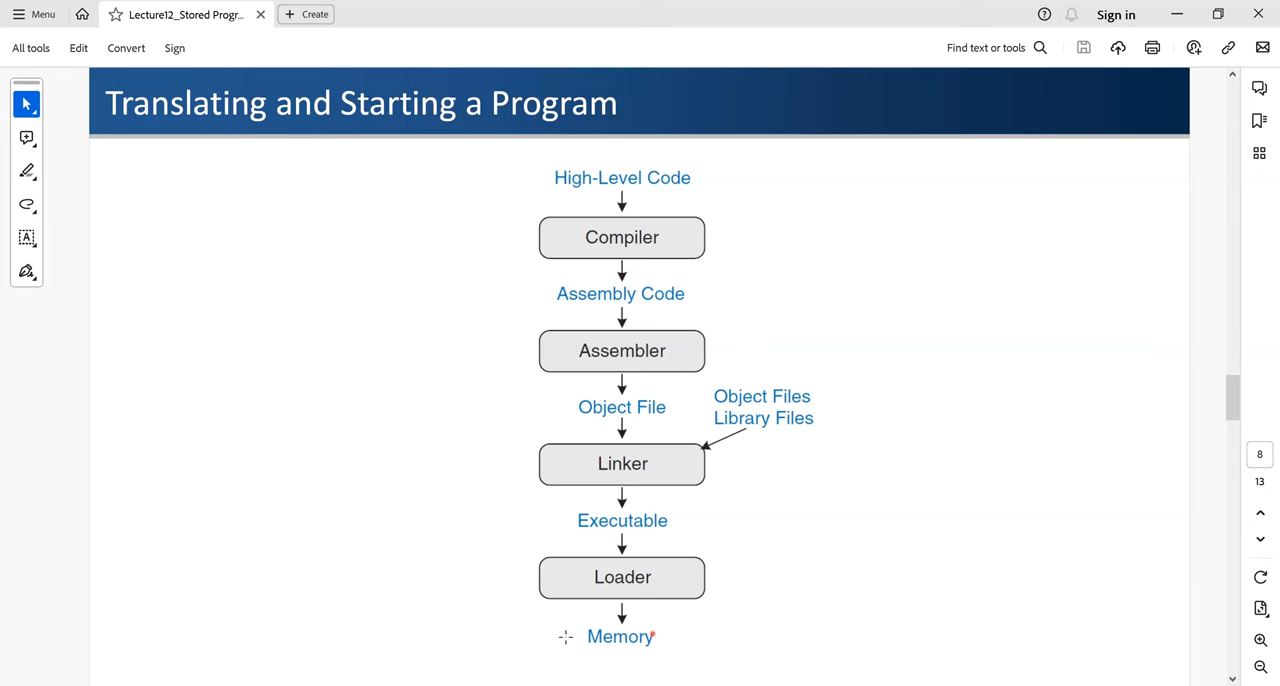 Menu
Lecture12_Stored Progr...
Create
Sign in
All tools
Edit
Convert
Sign
Find text or tools
Translating and Starting a Program
High-Level Code
Compiler
Assembly Code
Assembler
Object File
Object Files
Library Files
Linker
Executable
Loader
Memory
8
13